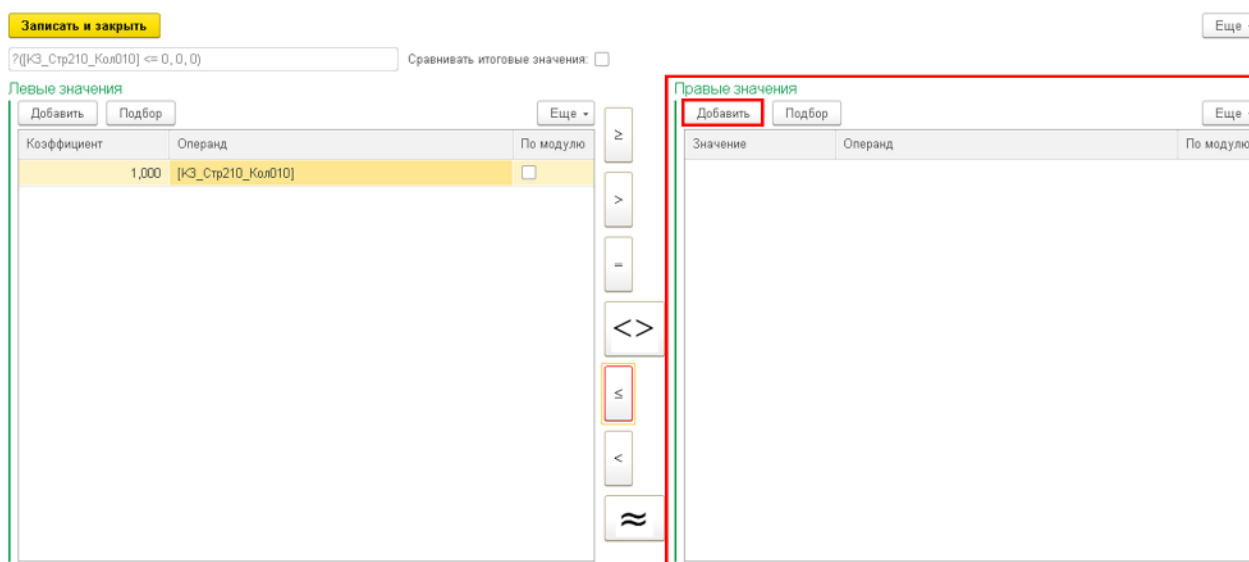 Записать и закрыть
Еще
?([КЗ_Стр210_Кол010] <= 0, 0, 0)
Сравнивать итоговые значения:
Левые значения
Добавить Подбор Еще
Коэффициент Операнд По модулю
1,000 [КЗ_Стр210_Кол010]
≥
>
=
<>
≤
<
≈
Правые значения
Добавить Подбор Еще
Значение Операнд По модулю